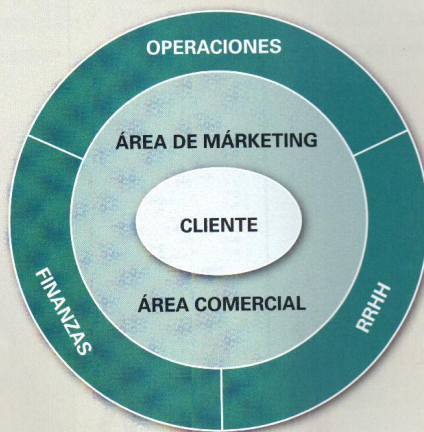 OPERACIONES
ÁREA DE MÁRKETING
CLIENTE
ÁREA COMERCIAL
FINANZAS
RRHH